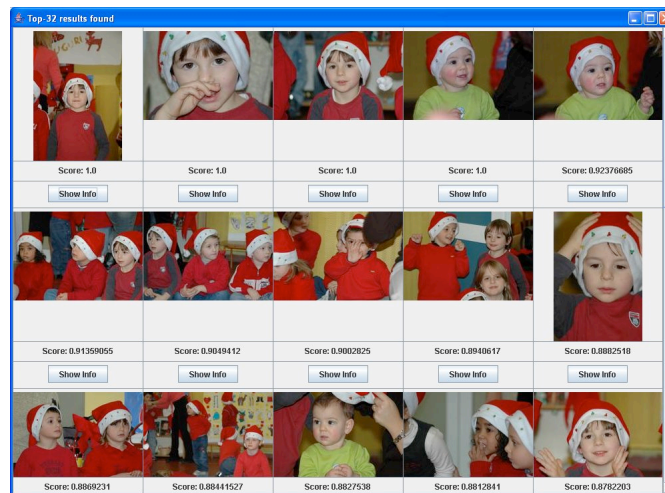 Top-32 results found
Score: 1.0
Score: 1.0
Score: 1.0
Score: 1.0
Score: 0.92376685
Show Info
Show Info
Show Info
Show Info
Show Info
Score: 0.91359055
Score: 0.9049412
Score: 0.9002825
Score: 0.8940617
Score: 0.8882518
Show Info
Show Info
Show Info
Show Info
Show Info
Score: 0.8869231
Score: 0.88441527
Score: 0.8827538
Score: 0.8812841
Score: 0.8782203